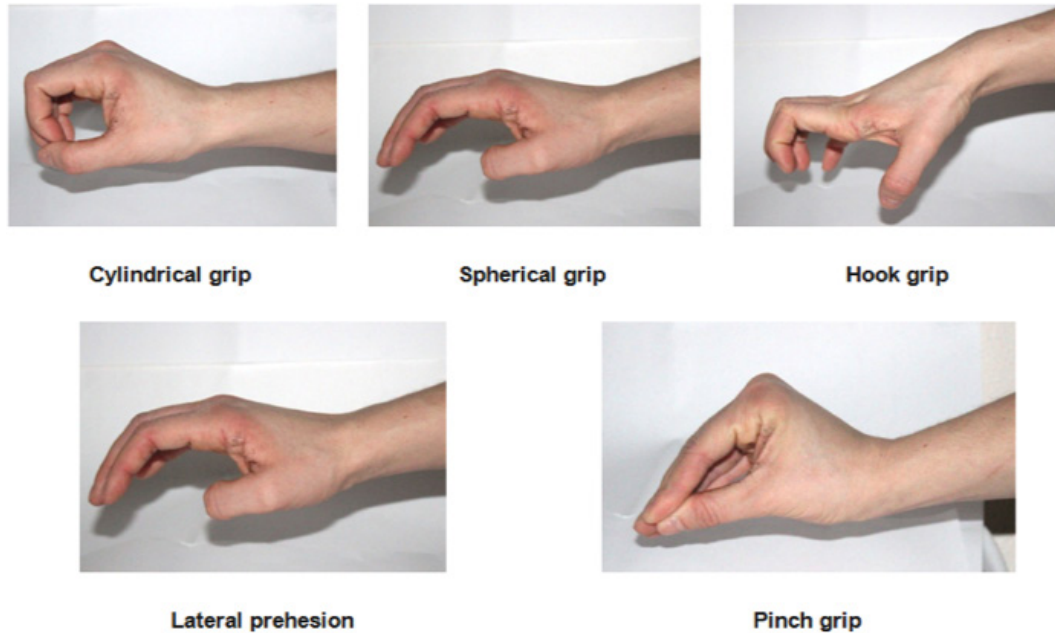 Cylindrical grip
Spherical grip
Hook grip
Lateral prehesion
Pinch grip